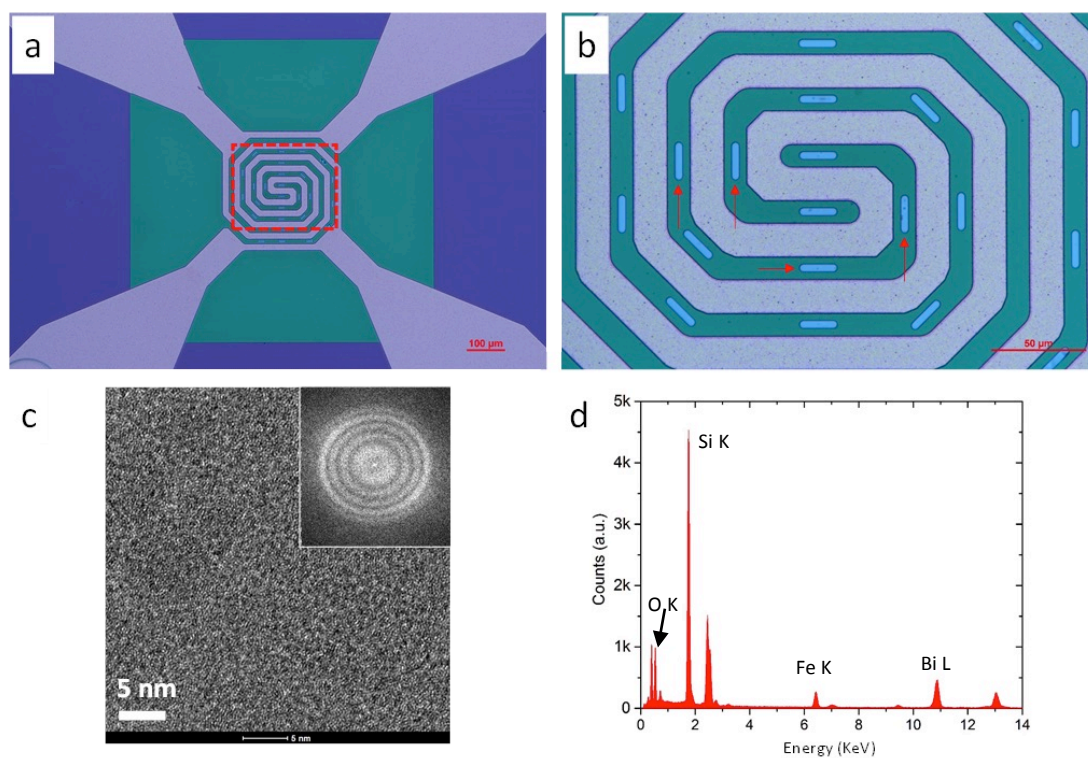 a
100 μm
b
50 μm
c
5 nm
5 nm
d
5k
4k
3k
2k
1k
0
Counts (a.u.)
Si K
O K
Fe K
Bi L
0 2 4 6 8 10 12 14
Energy (KeV)